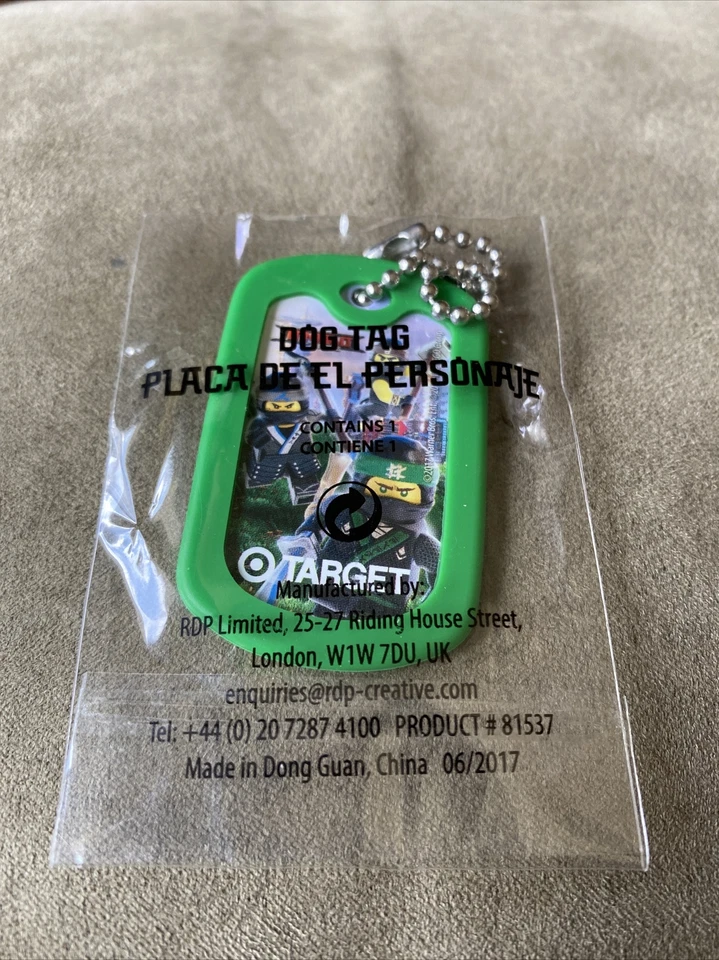 DOG TAG
PLACA DE EL PERSONAJE
CONTAINS 1
CONTIENE 1
TARGET
Manufactured by:
RDP Limited, 25-27 Riding House Street,
London, W1W 7DU, UK
enquiries@rdp-creative.com
Tel: +44 (0) 20 7287 4100 PRODUCT # 81537
Made in Dong Guan, China 06/2017